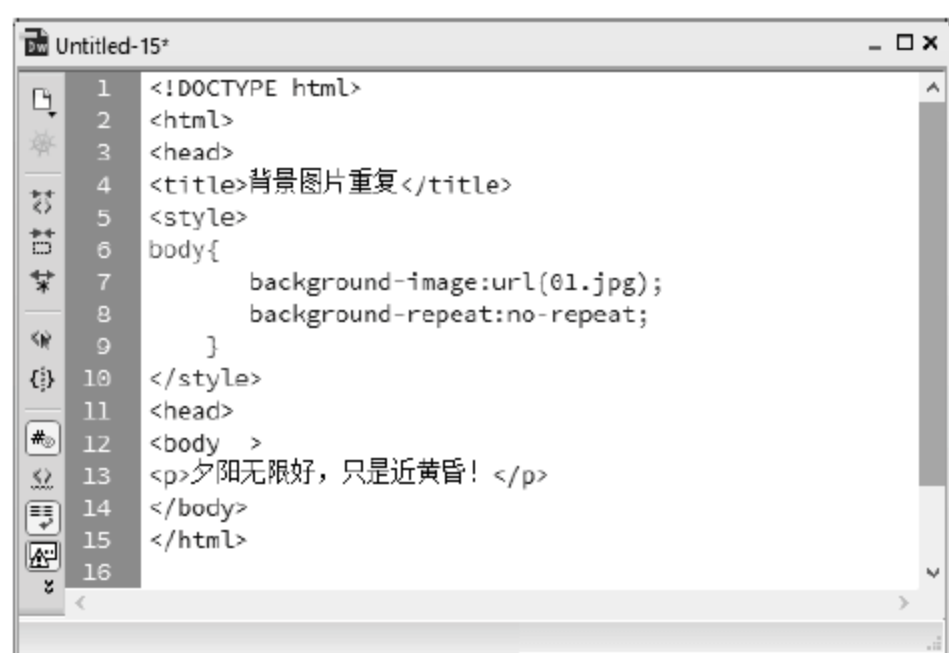 Untitled-15*
1 <!DOCTYPE html>
2 <html>
3 <head>
4 <title>背景图片重复</title>
5 <style>
6 body{
7 background-image:url(01.jpg);
8 background-repeat:no-repeat;
9 }
10 </style>
11 <head>
12 <body  >
13 <p>夕阳无限好，只是近黄昏！</p>
14 </body>
15 </html>
16